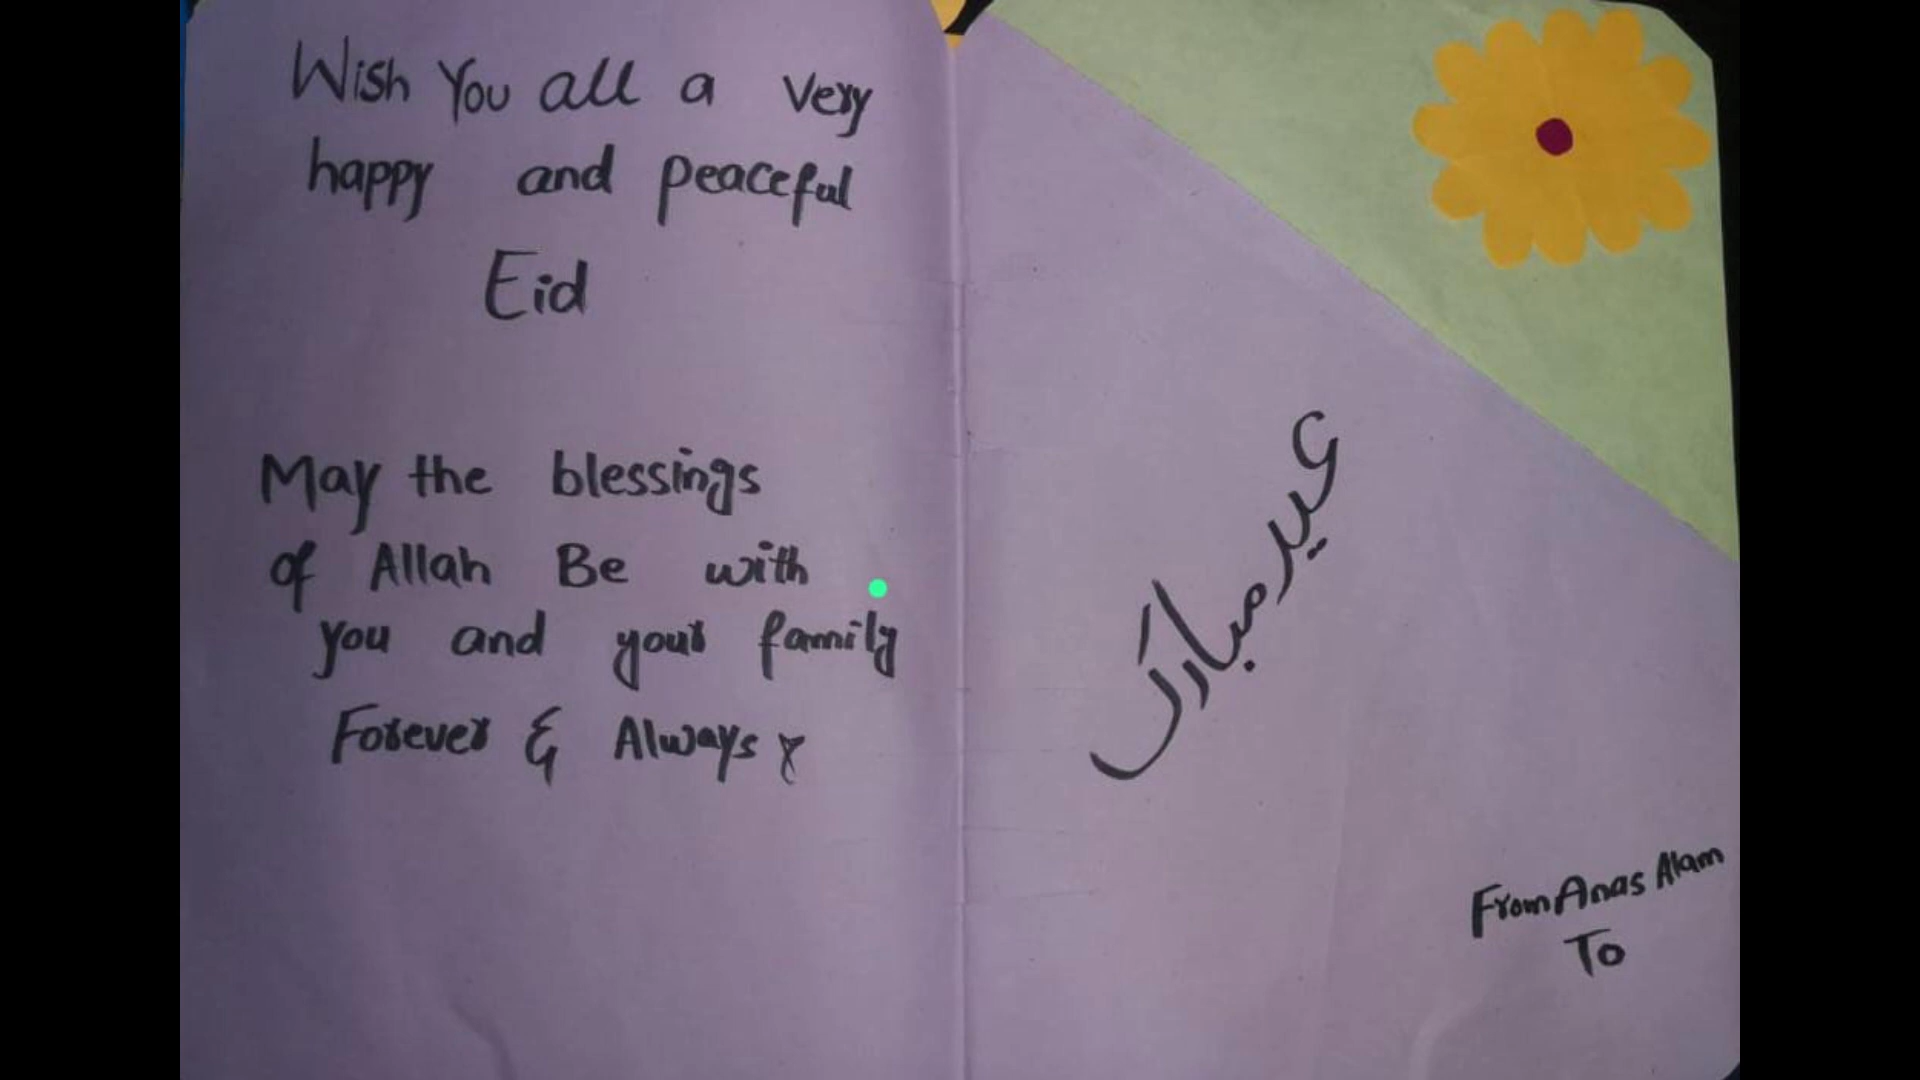 Wish You all a very
happy and peaceful
Eid
May the blessings
of Allah Be with
you and your family
Forever & Always
عید مبارک
From Anas Alam
To